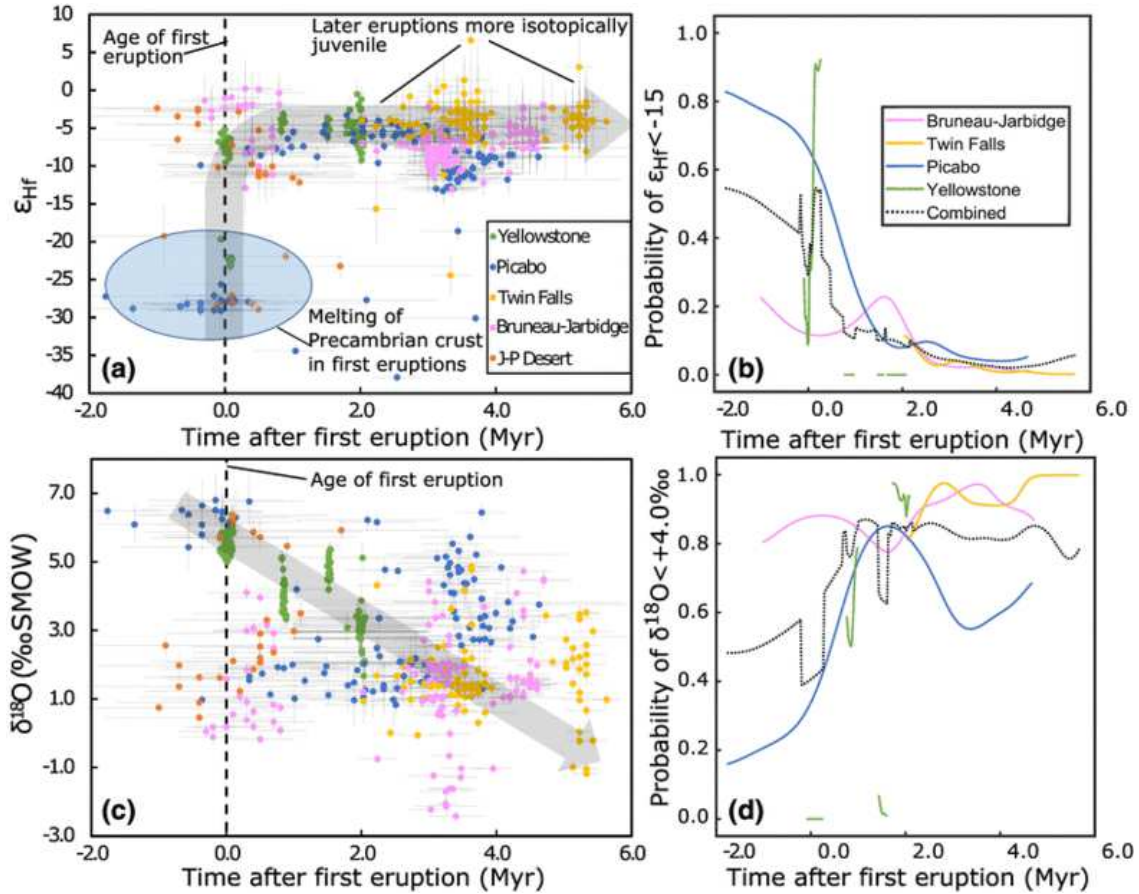 10
5
0
-5
-10
-15
-20
-25
-30
-35
-40
εHf
Age of first
eruption
Later eruptions more isotopically
juvenile
Yellowstone
Picabo
Twin Falls
Bruneau-Jarbidge
J-P Desert
Melting of
Precambrian crust
in first eruptions
(a)
-2.0
0.0
2.0
4.0
6.0
Time after first eruption (Myr)
1.0
0.8
0.6
0.4
0.2
0.0
Probability of εHf<-15
Bruneau-Jarbidge
Twin Falls
Picabo
Yellowstone
Combined
(b)
-2.0
0.0
2.0
4.0
6.0
Time after first eruption (Myr)
7.0
5.0
3.0
1.0
-1.0
-3.0
δ¹⁸O(‰SMOW)
Age of first eruption
(c)
-2.0
0.0
2.0
4.0
6.0
Time after first eruption (Myr)
1.0
0.8
0.6
0.4
0.2
0.0
Probability of δ¹⁸O<+4.0‰
(d)
-2.0
0.0
2.0
4.0
6.0
Time after first eruption (Myr)